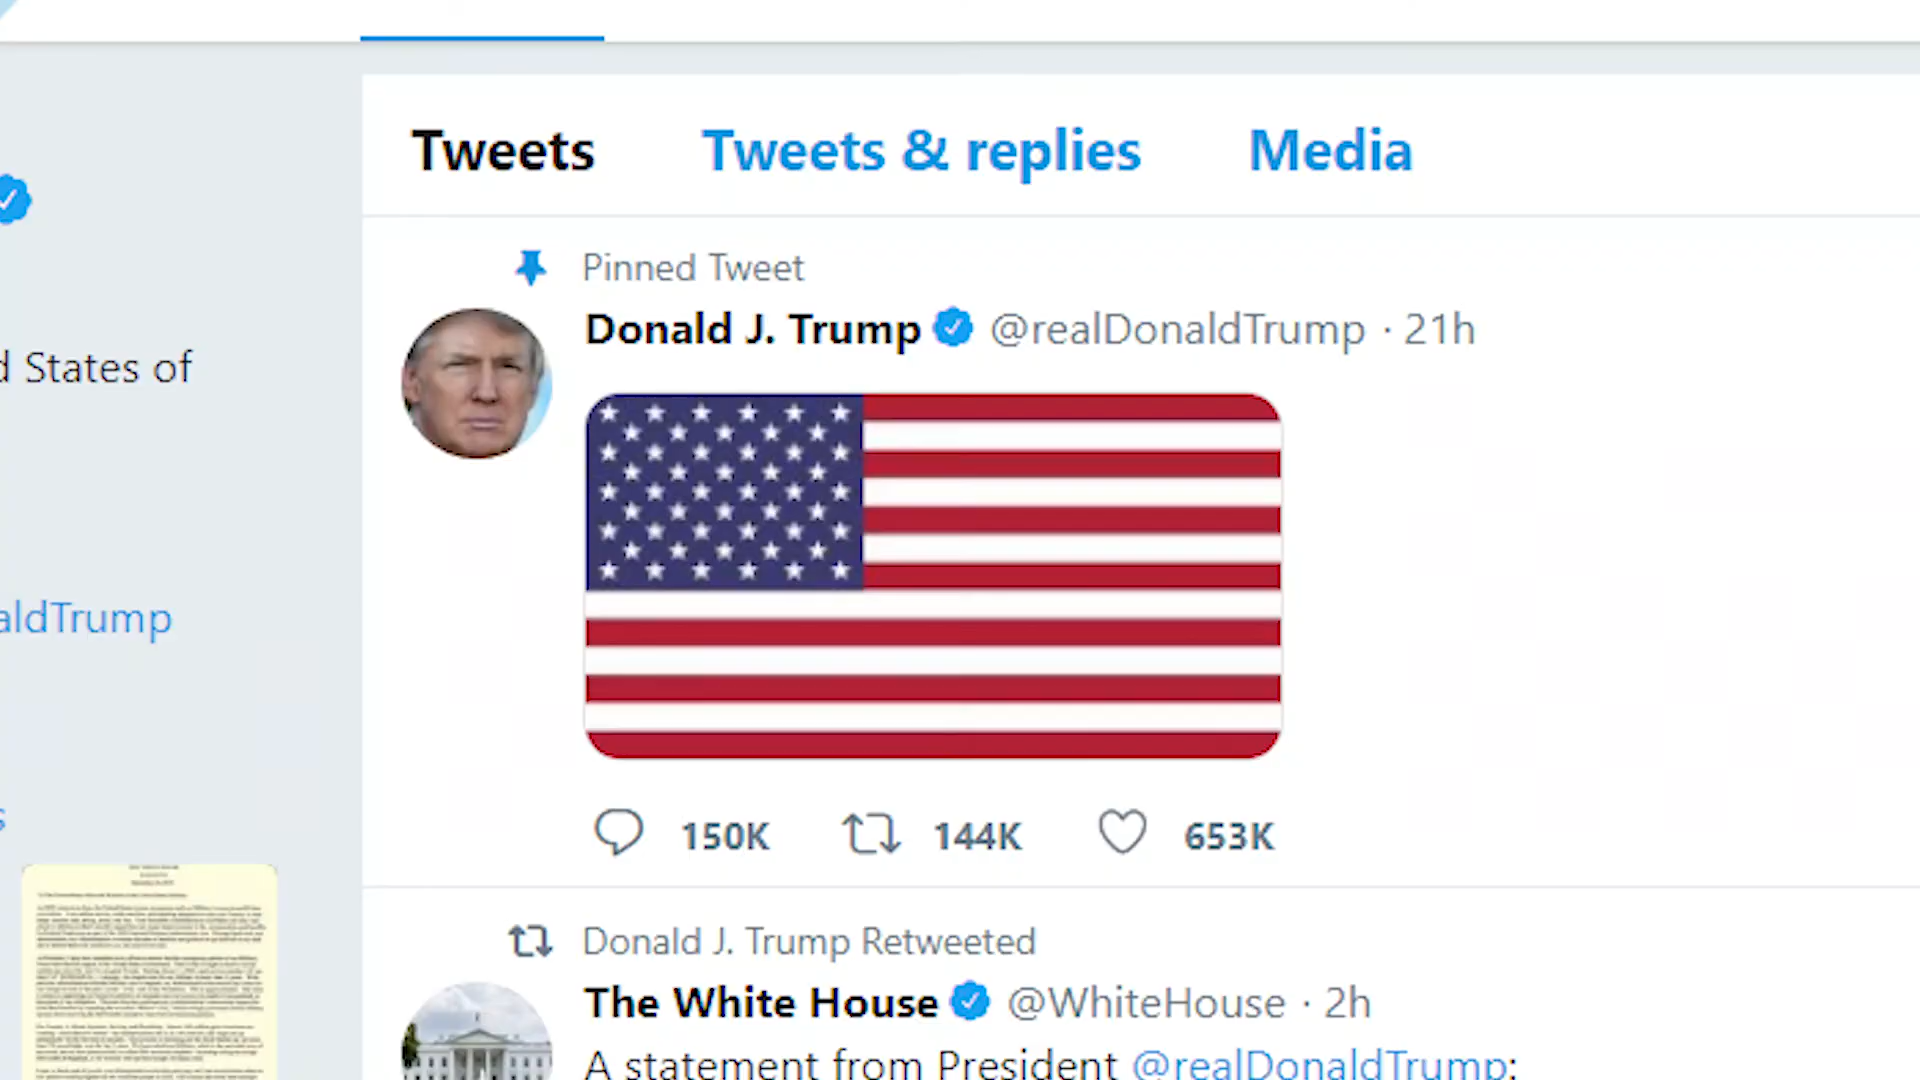 Tweets Tweets & replies Media
Pinned Tweet
Donald J. Trump @realDonaldTrump · 21h
d States of
aldTrump
s
150K 144K 653K
Donald J. Trump Retweeted
The White House @WhiteHouse · 2h
A statement from President @realDonaldTrump: